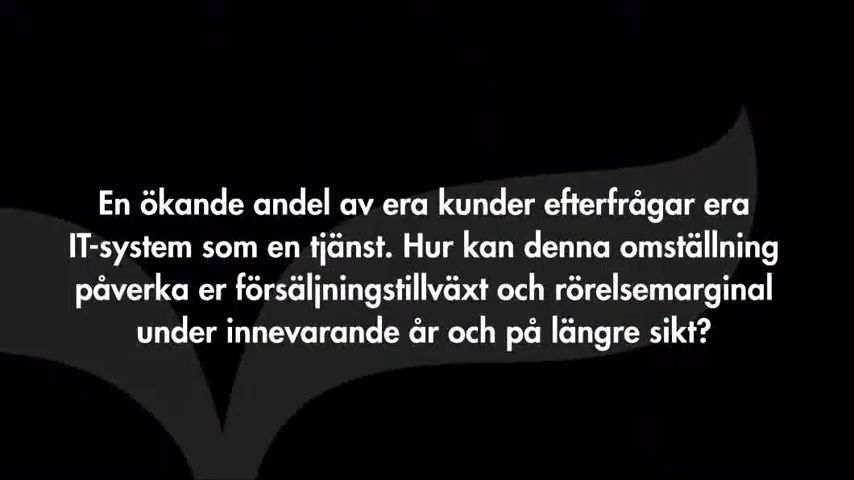 En ökande andel av era kunder efterfrågar era
IT-system som en tjänst. Hur kan denna omställning
påverka er försäljningstillväxt och rörelsemarginal
under innevarande år och på längre sikt?